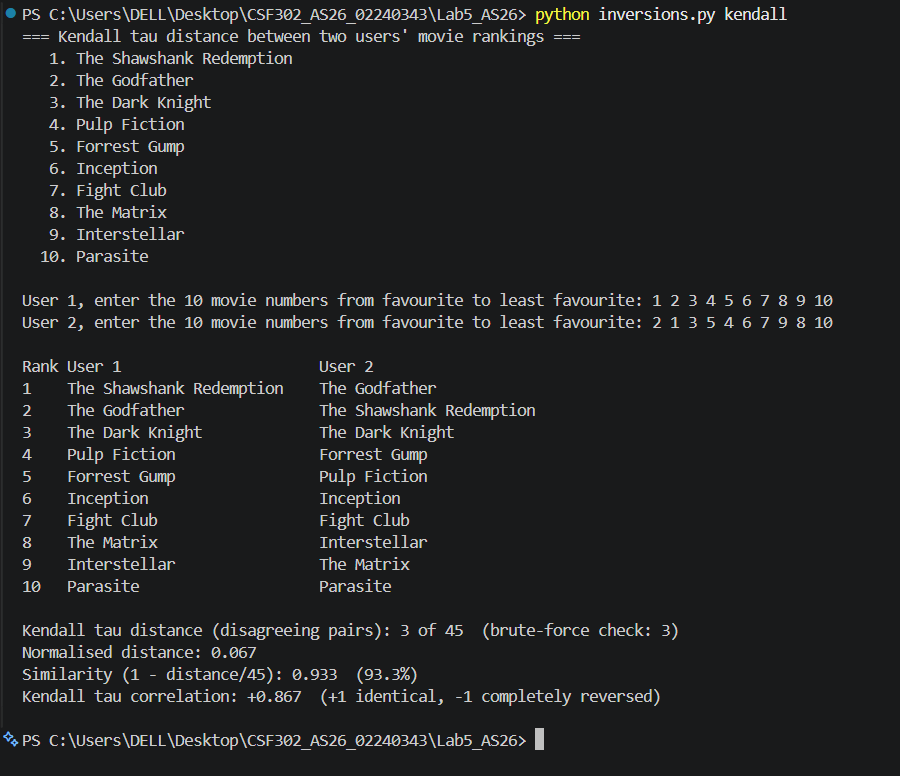 PS C:\Users\DELL\Desktop\CSF302_AS26_02240343\Lab5_AS26> python inversions.py kendall
=== Kendall tau distance between two users' movie rankings ===
   1. The Shawshank Redemption
   2. The Godfather
   3. The Dark Knight
   4. Pulp Fiction
   5. Forrest Gump
   6. Inception
   7. Fight Club
   8. The Matrix
   9. Interstellar
  10. Parasite

User 1, enter the 10 movie numbers from favourite to least favourite: 1 2 3 4 5 6 7 8 9 10
User 2, enter the 10 movie numbers from favourite to least favourite: 2 1 3 5 4 6 7 9 8 10

Rank User 1                      User 2
1    The Shawshank Redemption    The Godfather
2    The Godfather               The Shawshank Redemption
3    The Dark Knight             The Dark Knight
4    Pulp Fiction                Forrest Gump
5    Forrest Gump                Pulp Fiction
6    Inception                   Inception
7    Fight Club                  Fight Club
8    The Matrix                  Interstellar
9    Interstellar                The Matrix
10   Parasite                    Parasite

Kendall tau distance (disagreeing pairs): 3 of 45  (brute-force check: 3)
Normalised distance: 0.067
Similarity (1 - distance/45): 0.933  (93.3%)
Kendall tau correlation: +0.867  (+1 identical, -1 completely reversed)

PS C:\Users\DELL\Desktop\CSF302_AS26_02240343\Lab5_AS26>